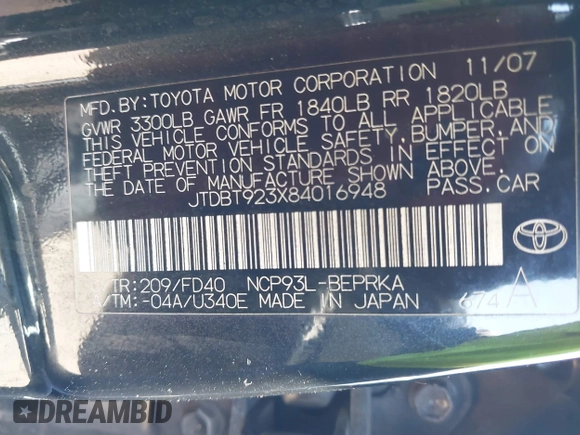 MFD.BY:TOYOTA MOTOR CORPORATION 11/07
GVWR 3300LB GAWR FR 1840LB RR 1820LB
THIS VEHICLE CONFORMS TO ALL APPLICABLE
FEDERAL MOTOR VEHICLE SAFETY,BUMPER,AND
THEFT PREVENTION STANDARDS IN EFFECT ON
THE DATE OF MANUFACTURE SHOWN ABOVE.
JTDBT923X84016948 PASS.CAR
TR:209/FD40 NCP93L-BEPRKA
/TM:-04A/U340E MADE IN JAPAN 674 A
TOYOTA
DREAMBID